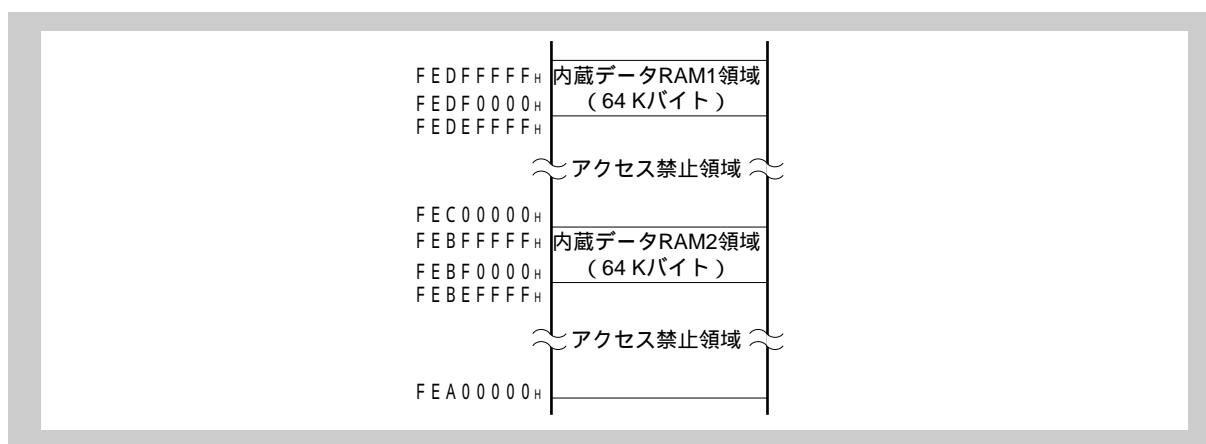 FEDFFFFFH 内蔵データRAM1領域
FEDF0000H （64 Kバイト）
FEDEFFFFH
アクセス禁止領域
FEC00000H
FEBFFFFFH 内蔵データRAM2領域
FEBF0000H （64 Kバイト）
FEBEFFFFH
アクセス禁止領域
FEA00000H